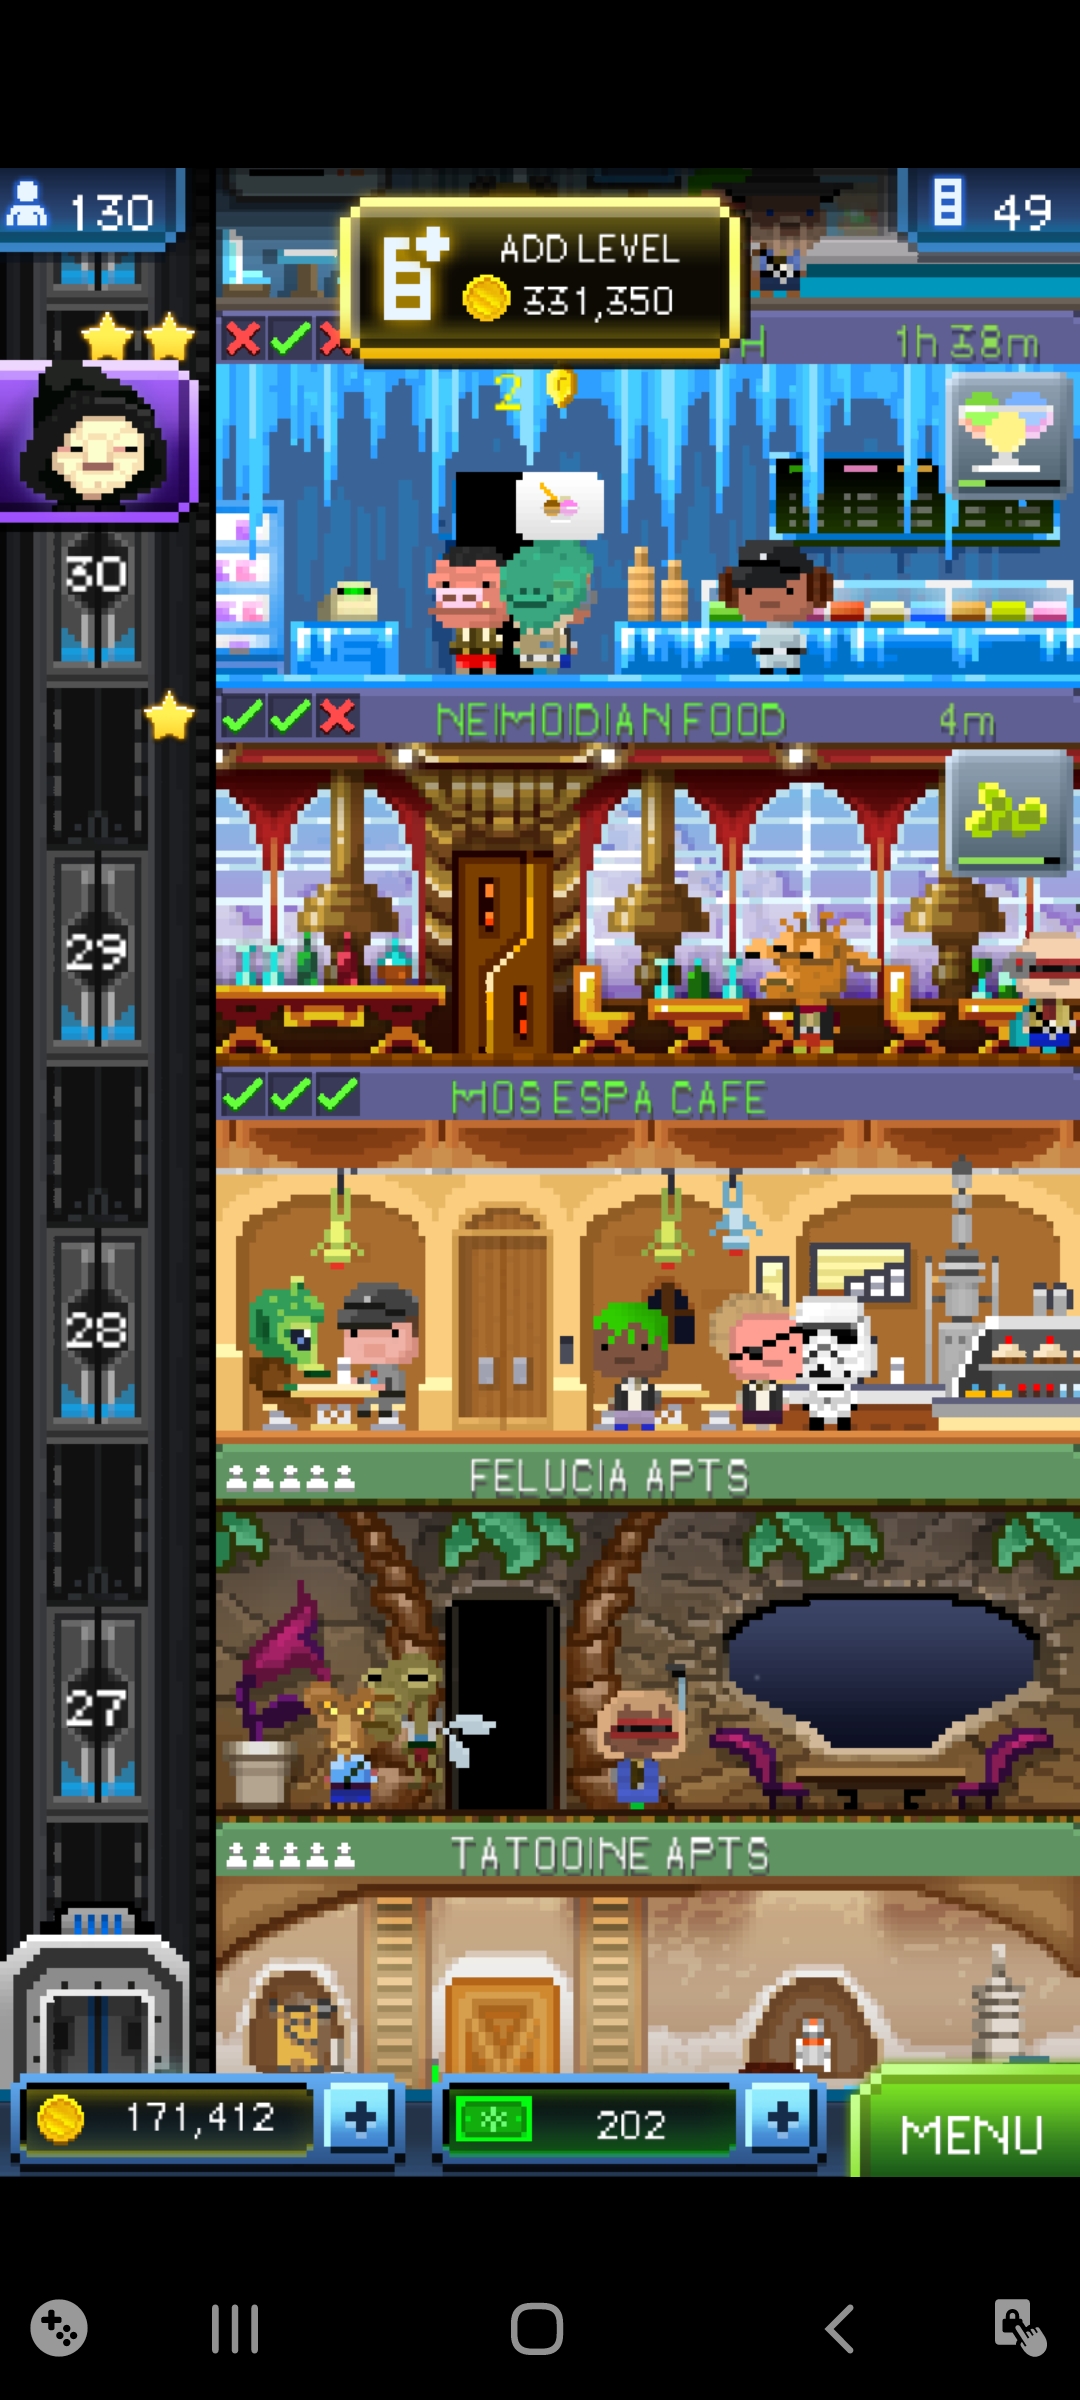 130
ADD LEVEL
331,350
49
H
1h 38m
2
30
NEIMOIDIAN FOOD
4m
29
MOS ESPA CAFE
28
FELUCIA APTS
27
TATOOINE APTS
171,412
202
MENU